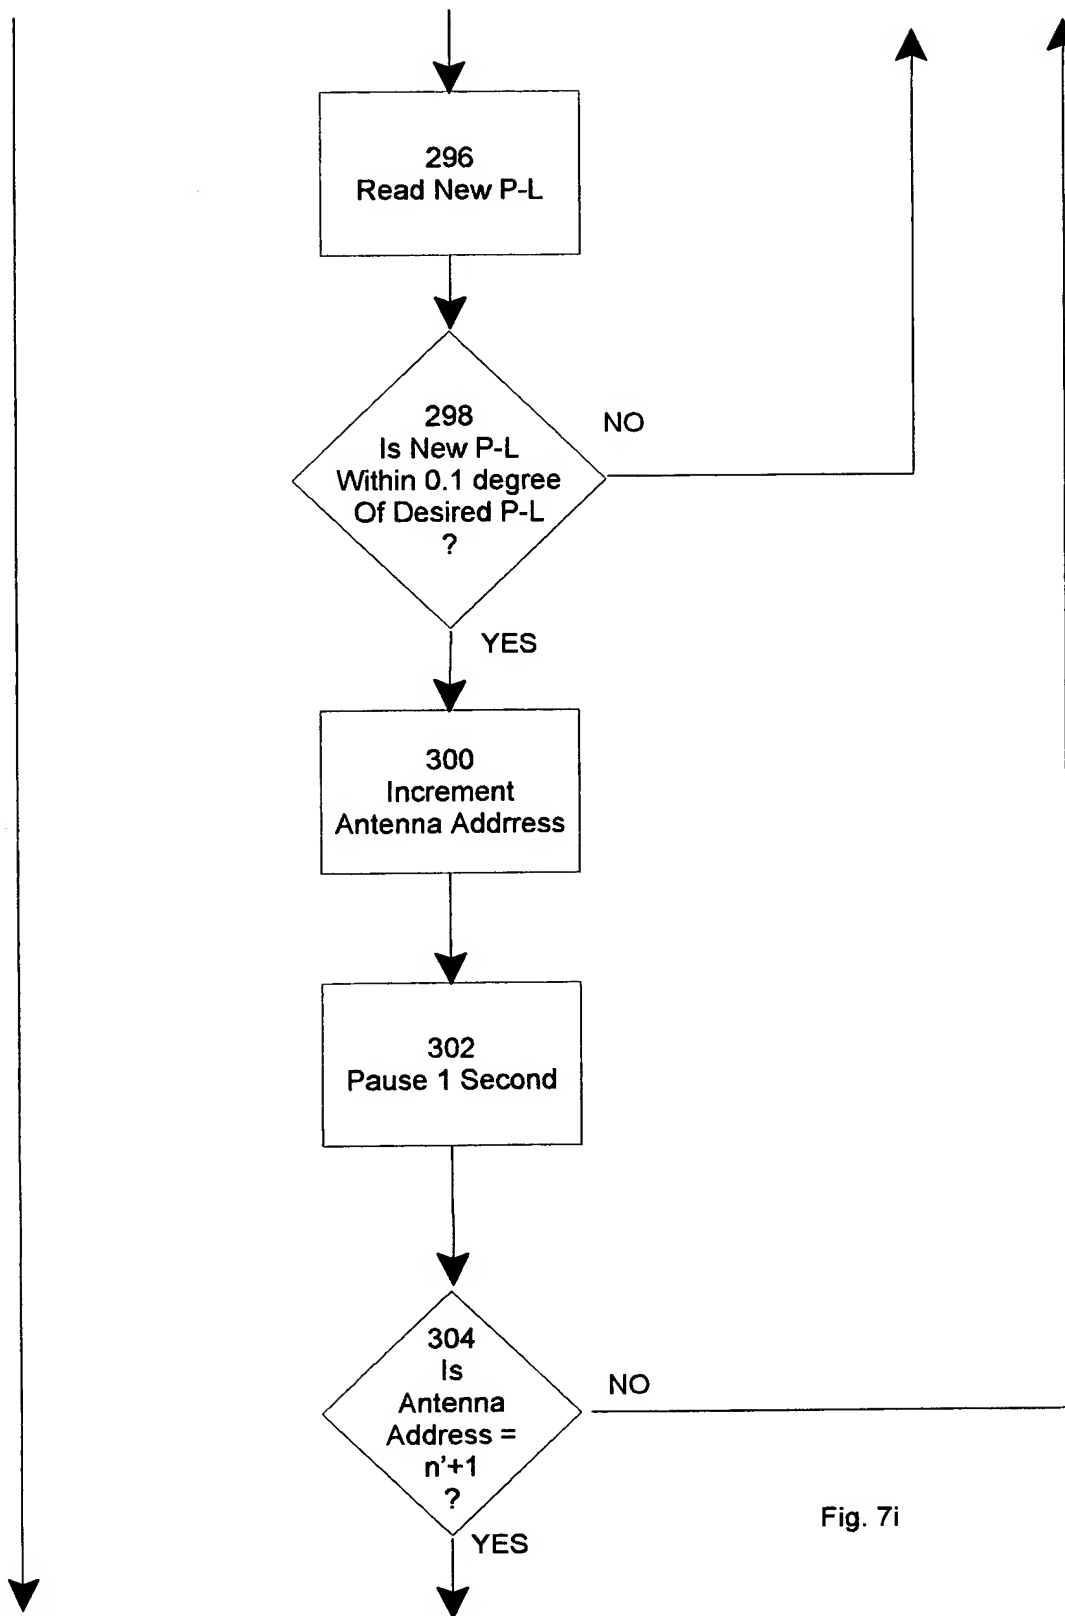 296
Read New P-L
298
Is New P-L
Within 0.1 degree
Of Desired P-L
?
NO
YES
300
Increment
Antenna Addrress
302
Pause 1 Second
304
Is
Antenna
Address =
n'+1
?
NO
YES
Fig. 7i